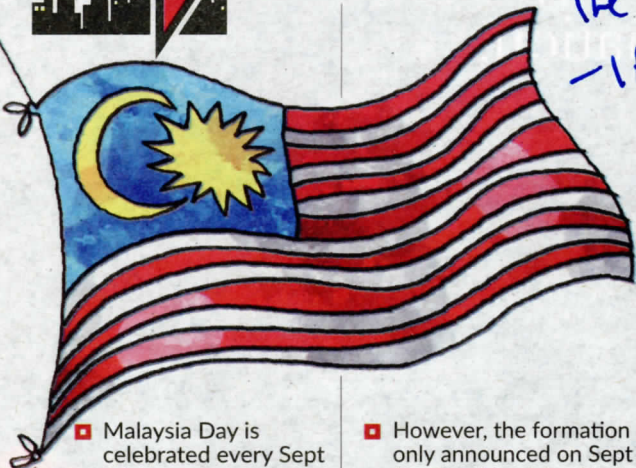 Malaysia Day is
celebrated every Sept
However, the formation
only announced on Sept